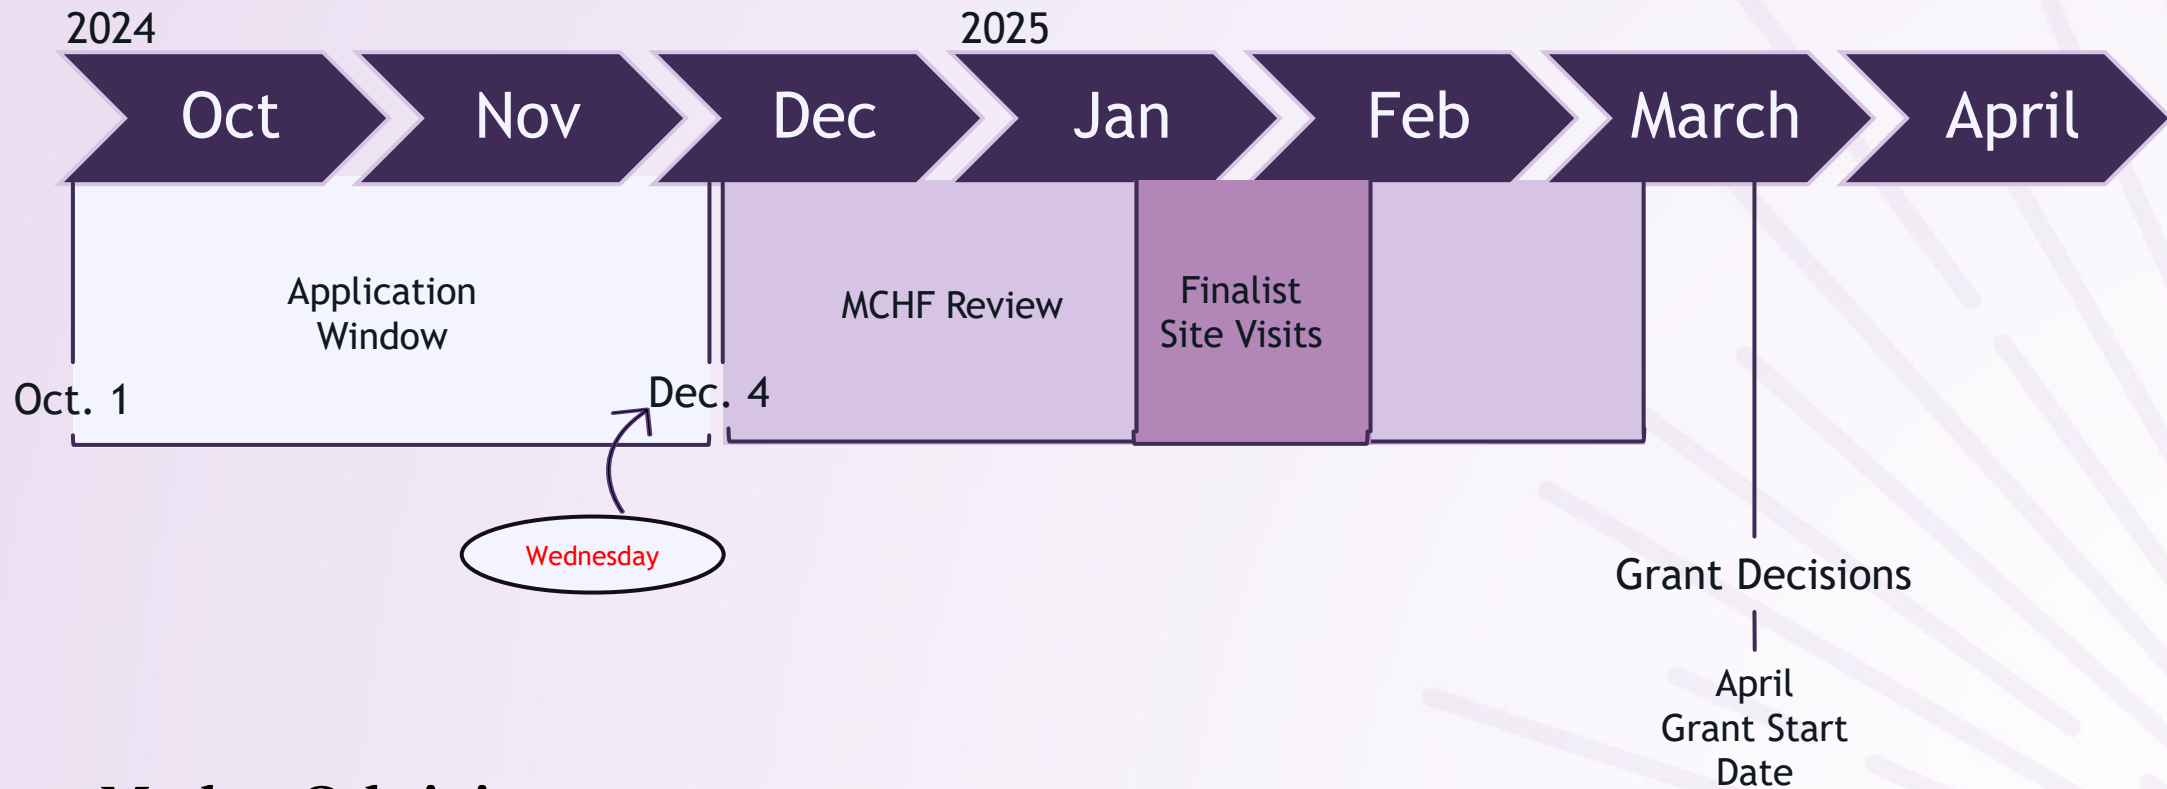 2024
2025
Oct
Nov
Dec
Jan
Feb
March
April
Application
Window
MCHF Review
Finalist
Site Visits
Oct. 1
Dec. 4
Wednesday
Grant Decisions
April
Grant Start
Date